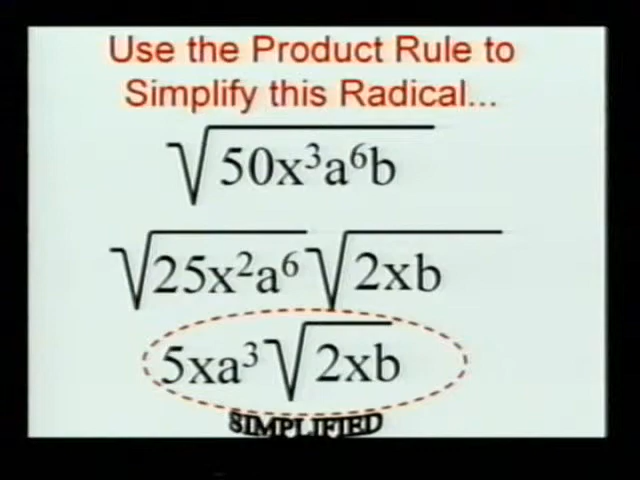 Use the Product Rule to
Simplify this Radical...
√50x³a⁶b
√25x²a⁶ √2xb
5xa³√2xb
SIMPLIFIED